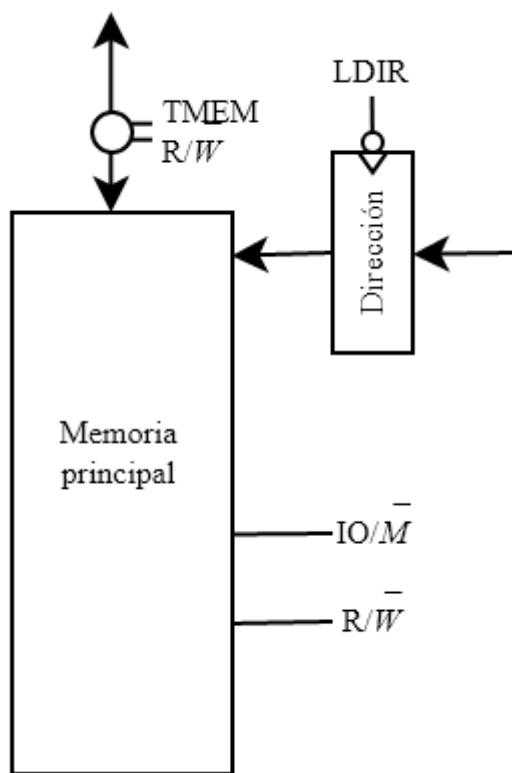 LDIR
TMEM
R/W̅
Dirección
Memoria
principal
IO/M̅
R/W̅